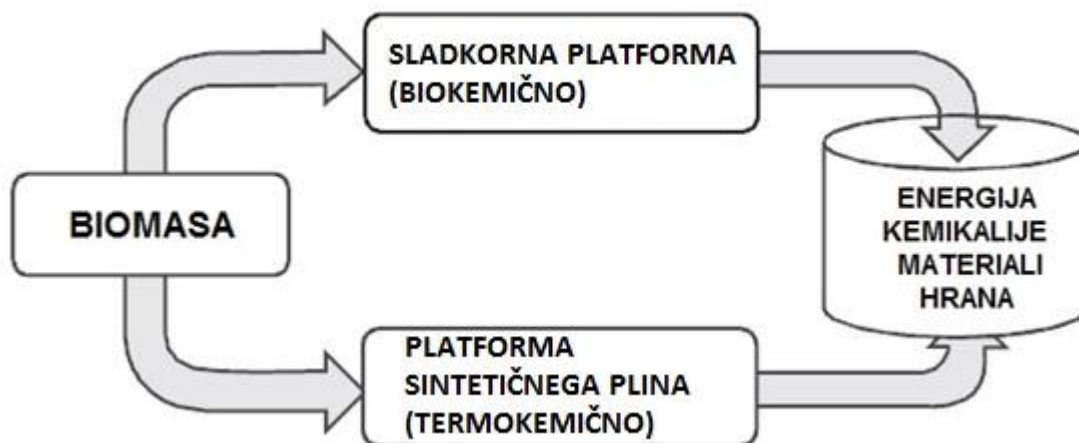 BIOMASA
SLADKORNA PLATFORMA
(BIOKEMIČNO)
PLATFORMA
SINTETIČNEGA PLINA
(TERMOKEMIČNO)
ENERGIJA
KEMIKALIJE
MATERIALI
HRANA